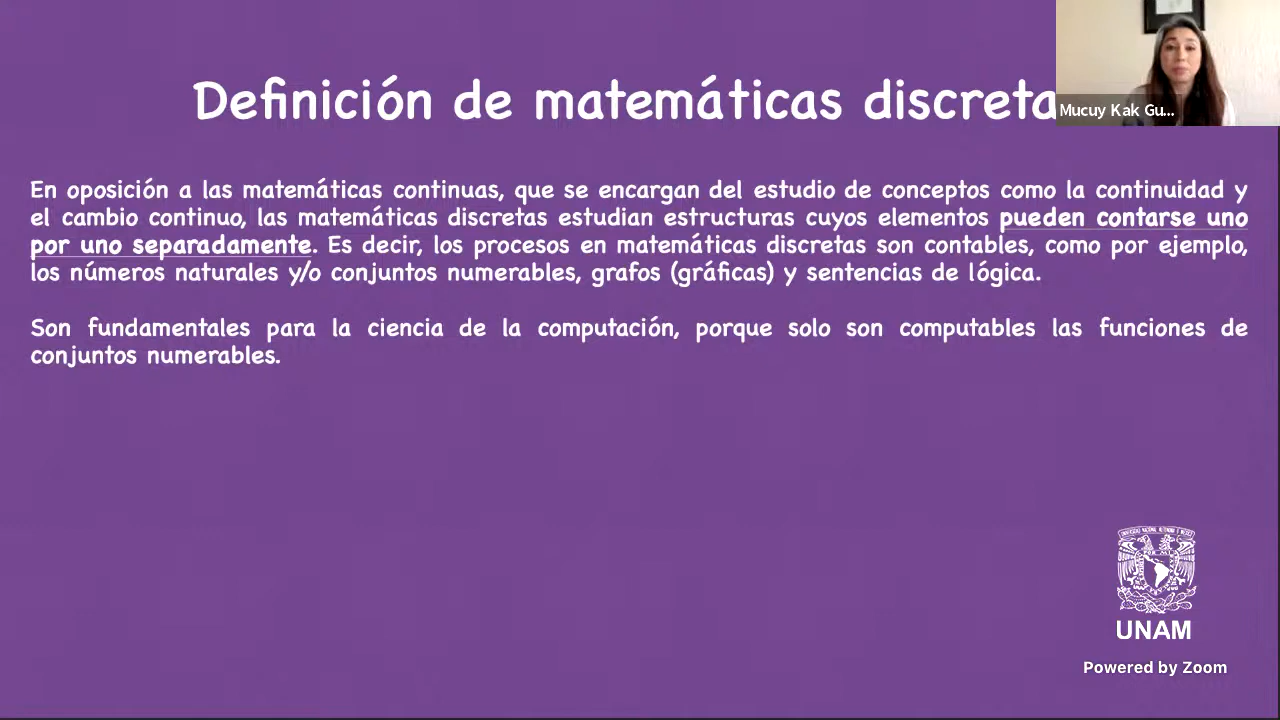 Definición de matemáticas discreta
Mucuy Kak Gu...
En oposición a las matemáticas continuas, que se encargan del estudio de conceptos como la continuidad y
el cambio continuo, las matemáticas discretas estudian estructuras cuyos elementos pueden contarse uno
por uno separadamente. Es decir, los procesos en matemáticas discretas son contables, como por ejemplo,
los números naturales y/o conjuntos numerables, grafos (gráficas) y sentencias de lógica.
Son fundamentales para la ciencia de la computación, porque solo son computables las funciones de
conjuntos numerables.
UNAM
Powered by Zoom